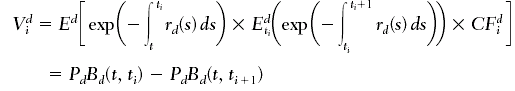 V_i^d = E^d[ exp(−∫_t^{t_i} r_d(s) ds) × E_{t_i}^d(exp(−∫_{t_i}^{t_i+1} r_d(s) ds)) × CF_i^d ]
= P_d B_d(t, t_i) − P_d B_d(t, t_{i+1})